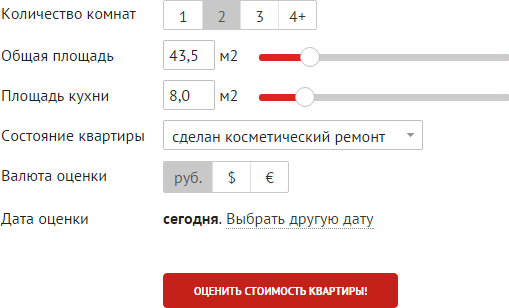 Количество комнат 1 2 3 4+
Общая площадь 43,5 м2
Площадь кухни 8,0 м2
Состояние квартиры сделан косметический ремонт
Валюта оценки руб. $ €
Дата оценки сегодня. Выбрать другую дату
ОЦЕНИТЬ СТОИМОСТЬ КВАРТИРЫ!